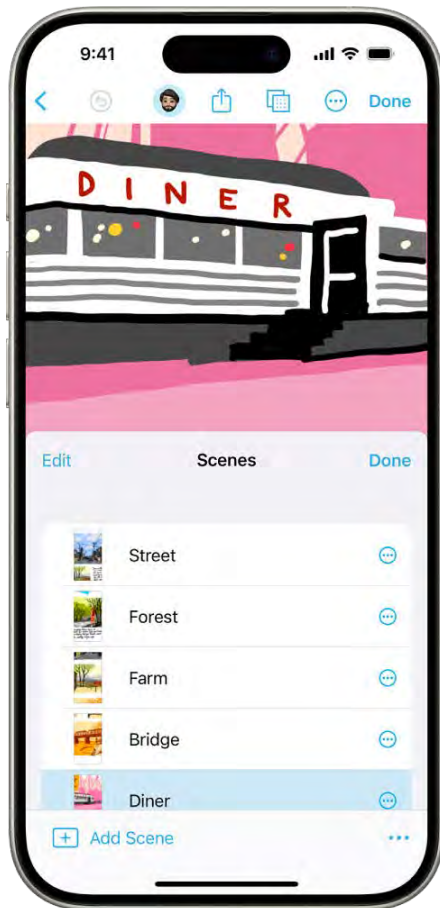 9:41
Done
DINER
Edit Scenes Done
Street
Forest
Farm
Bridge
Diner
Add Scene